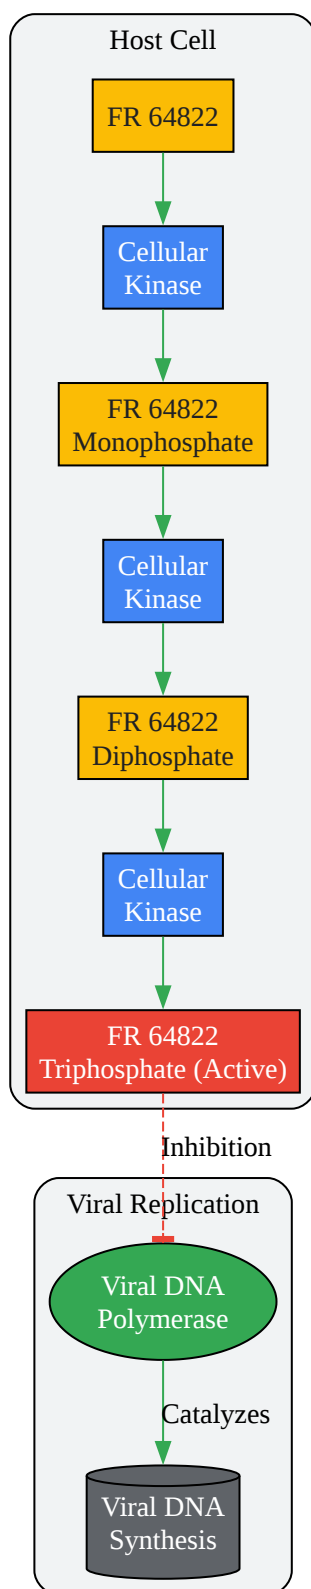 Host Cell
FR 64822
Cellular
Kinase
FR 64822
Monophosphate
Cellular
Kinase
FR 64822
Diphosphate
Cellular
Kinase
FR 64822
Triphosphate (Active)
Inhibition
Viral Replication
Viral DNA
Polymerase
Catalyzes
Viral DNA
Synthesis